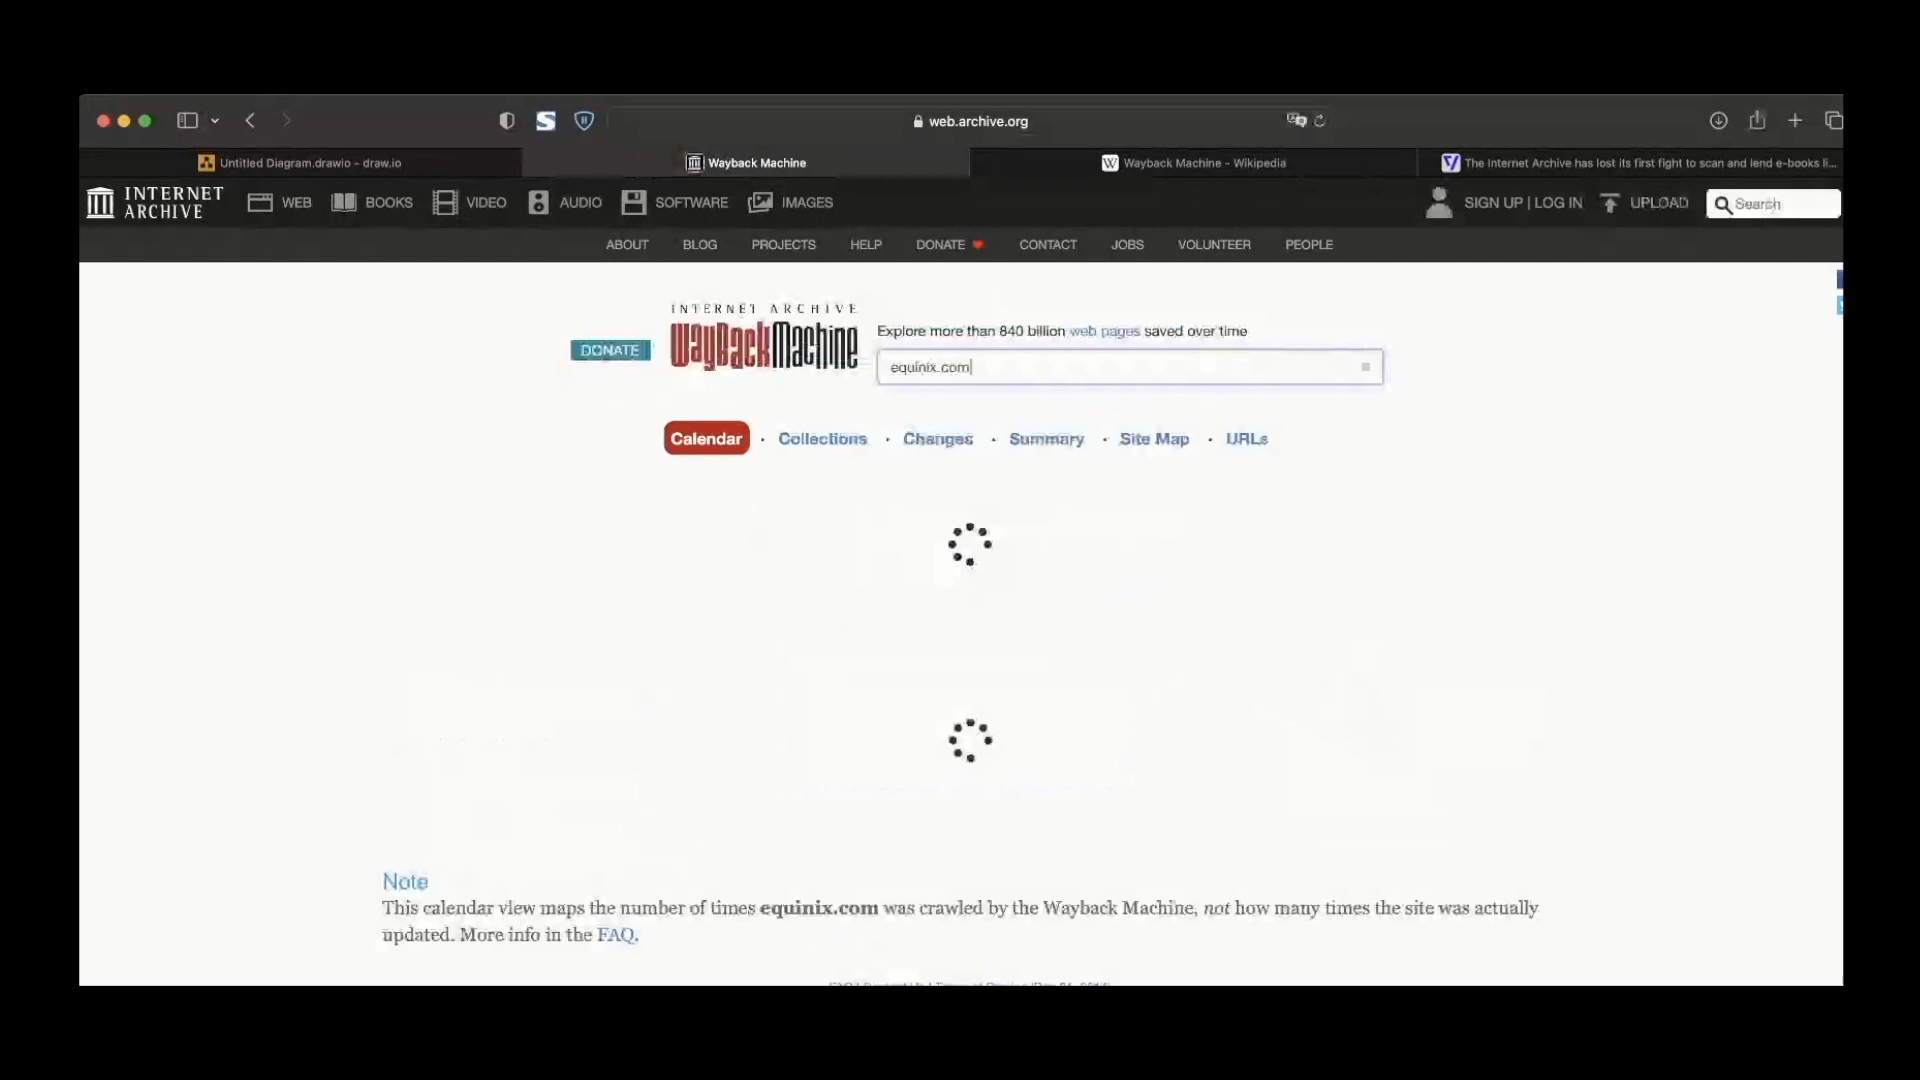 web.archive.org
Untitled Diagram.drawio - draw.io
Wayback Machine
Wayback Machine - Wikipedia
The Internet Archive has lost its first fight to scan and lend e-books li...
INTERNET ARCHIVE
WEB
BOOKS
VIDEO
AUDIO
SOFTWARE
IMAGES
SIGN UP | LOG IN
UPLOAD
Search
ABOUT
BLOG
PROJECTS
HELP
DONATE
CONTACT
JOBS
VOLUNTEER
PEOPLE
DONATE
INTERNET ARCHIVE
WayBackMachine
Explore more than 840 billion web pages saved over time
equinix.com
Calendar · Collections · Changes · Summary · Site Map · URLs
Note
This calendar view maps the number of times equinix.com was crawled by the Wayback Machine, not how many times the site was actually
updated. More info in the FAQ.